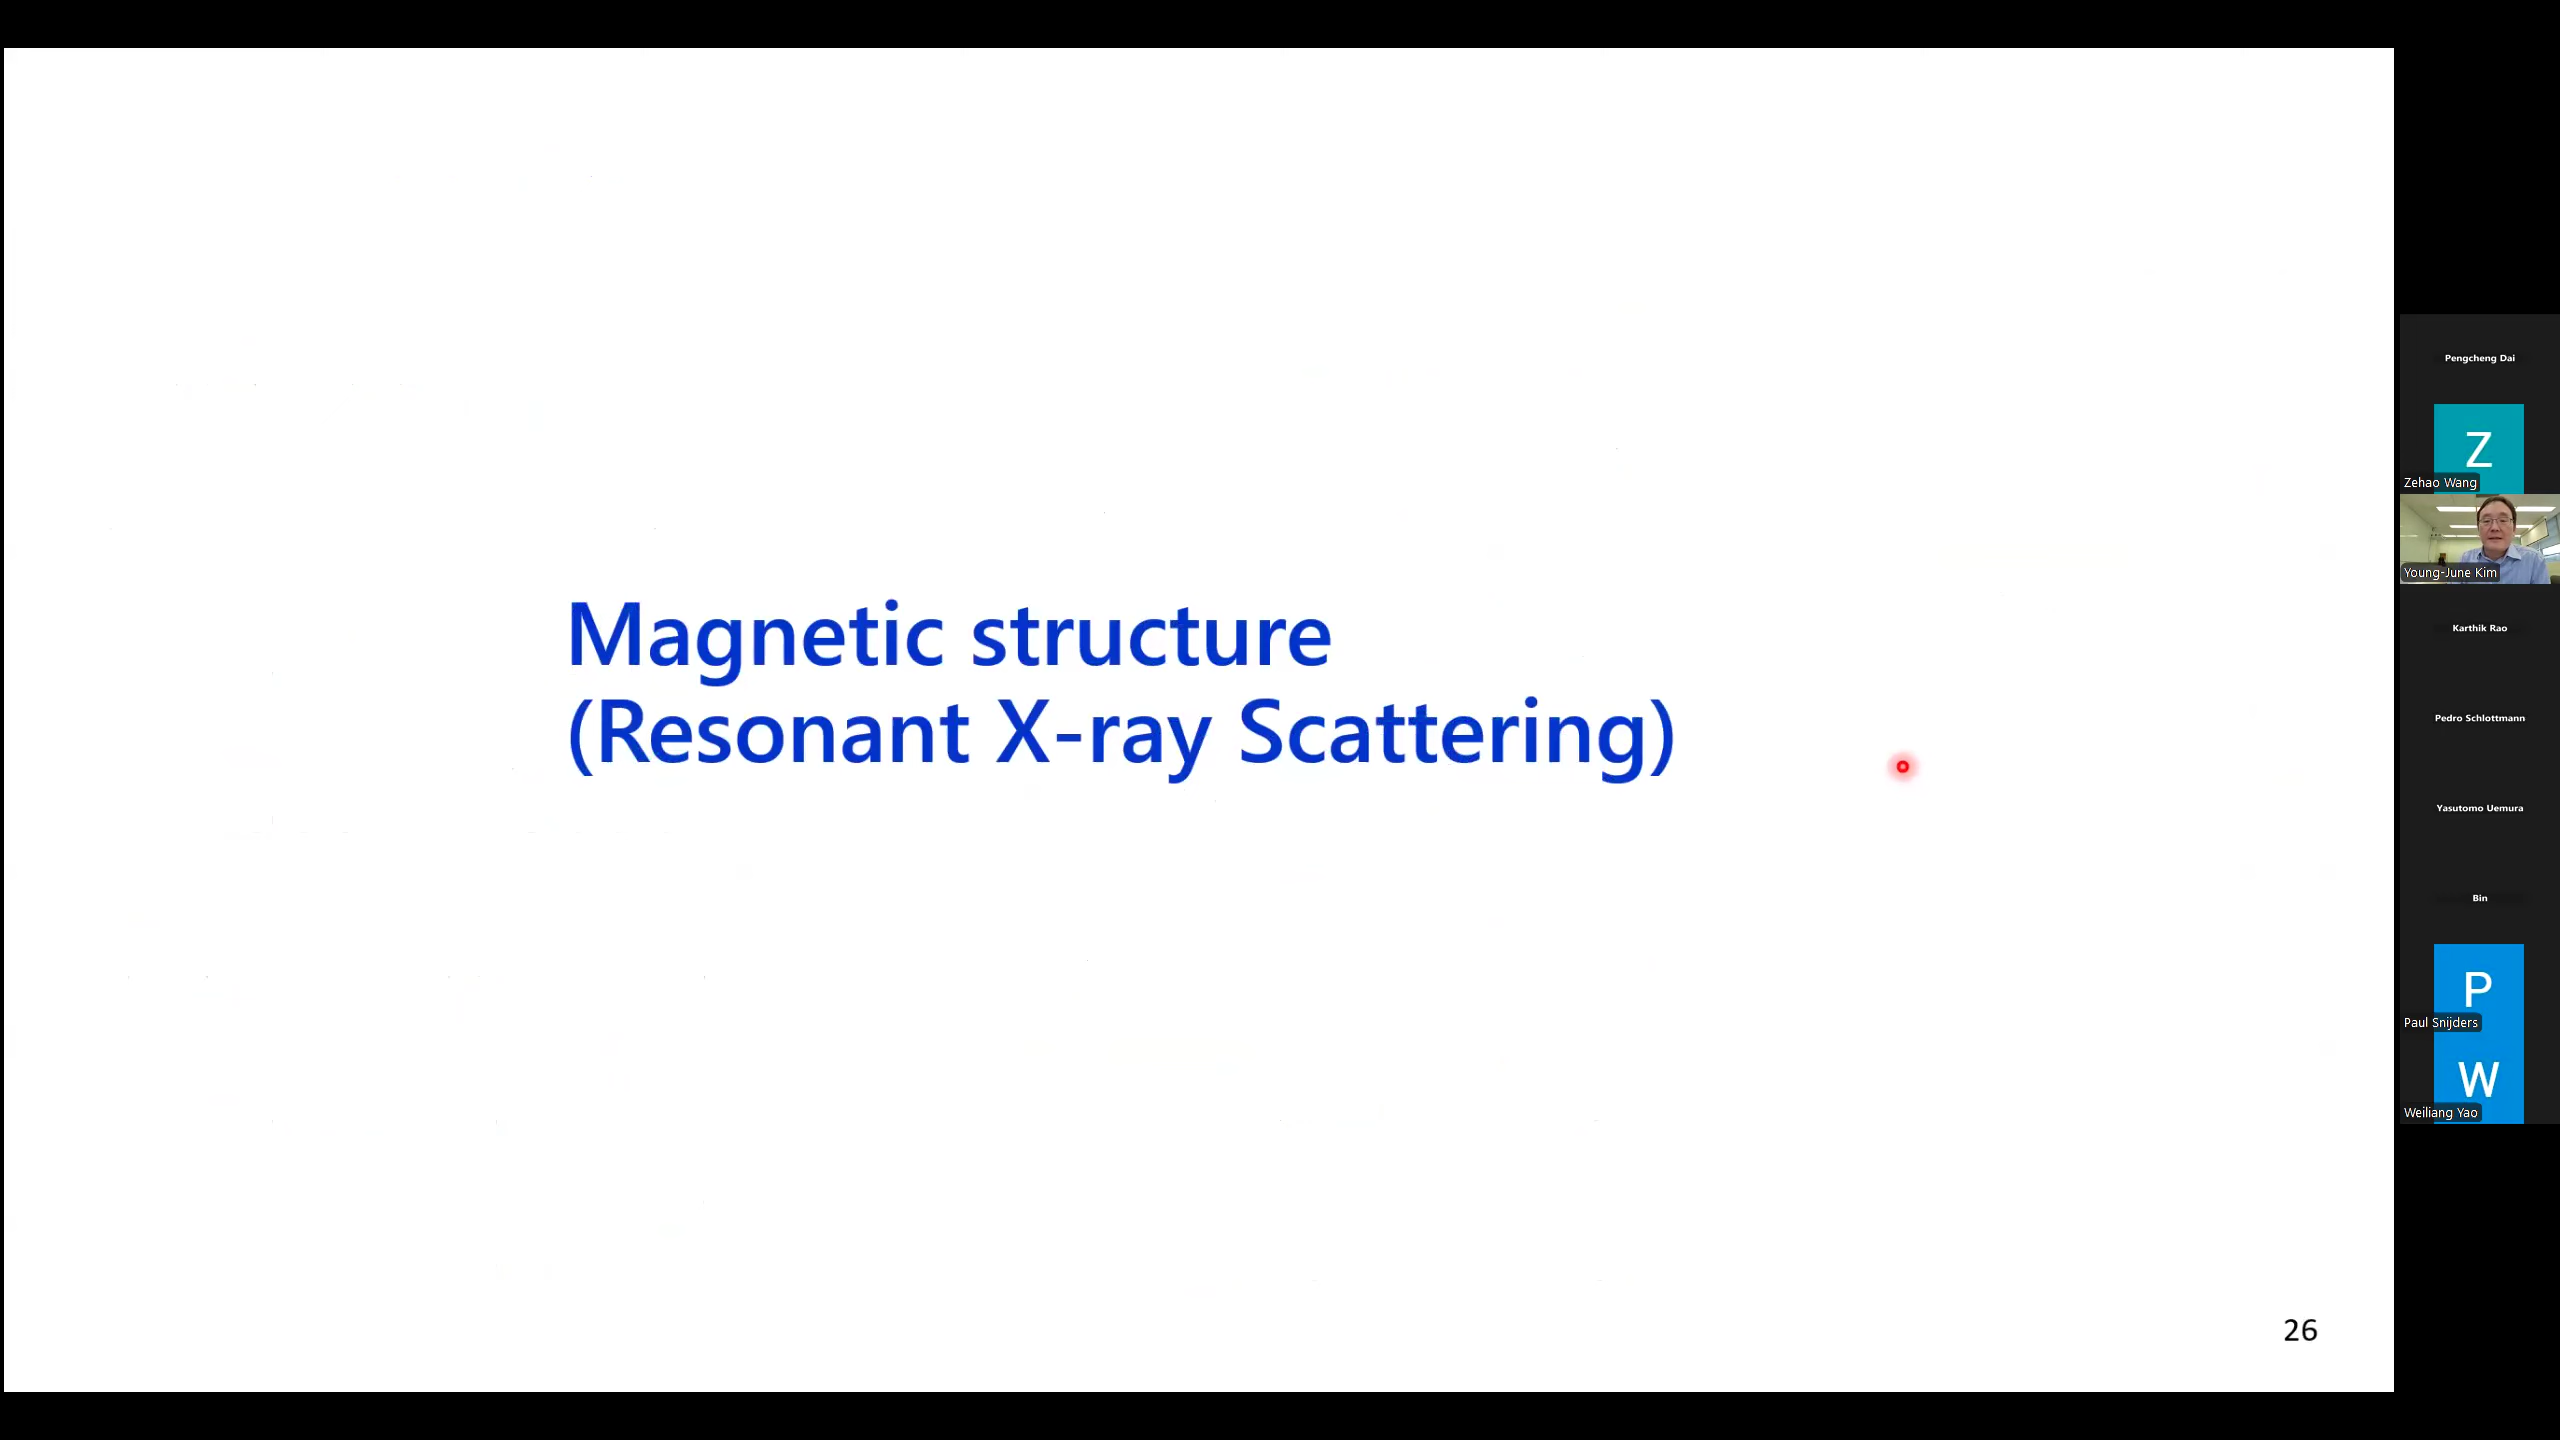 Magnetic structure
(Resonant X-ray Scattering)
26
Pengcheng Dai
Z
Zehao Wang
Young-June Kim
Karthik Rao
Pedro Schlottmann
Yasutomo Uemura
Bin
P
Paul Snijders
W
Weiliang Yao